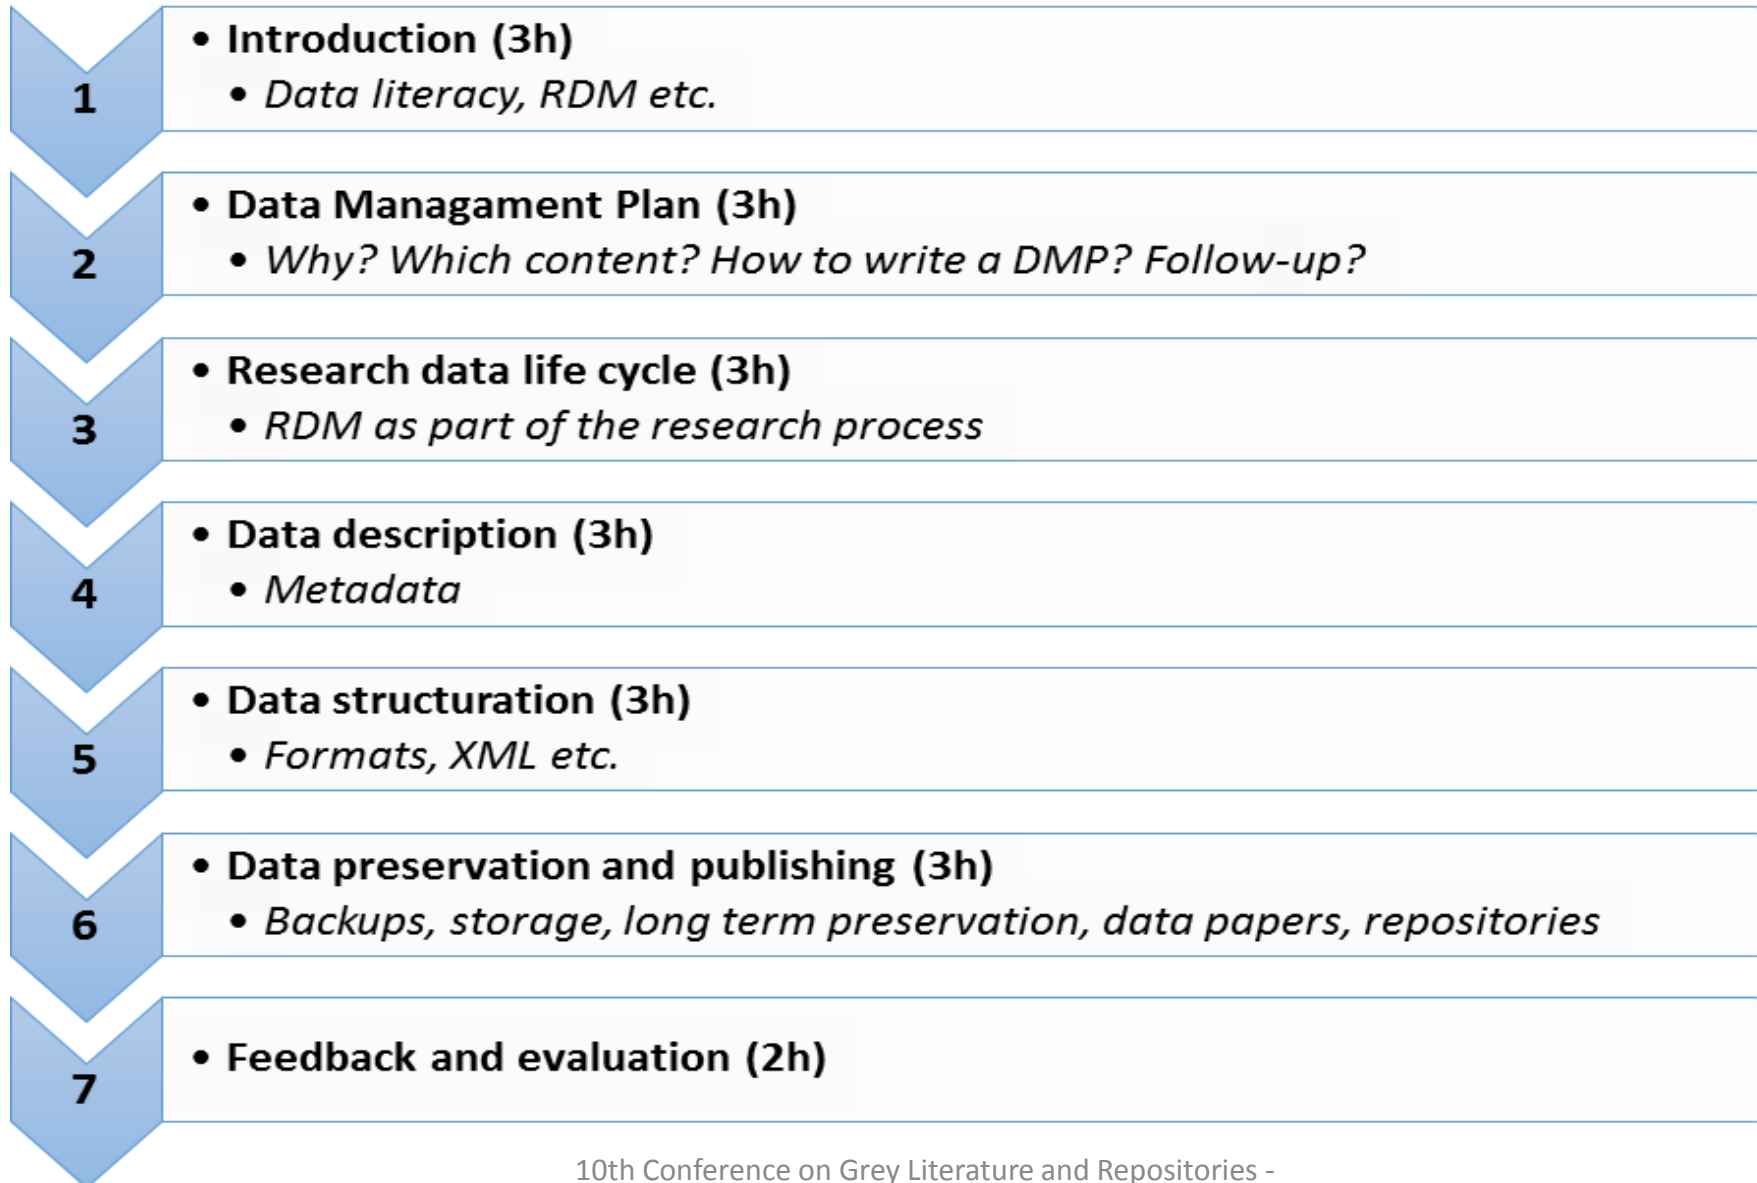 1
• Introduction (3h)
• Data literacy, RDM etc.
2
• Data Managament Plan (3h)
• Why? Which content? How to write a DMP? Follow-up?
3
• Research data life cycle (3h)
• RDM as part of the research process
4
• Data description (3h)
• Metadata
5
• Data structuration (3h)
• Formats, XML etc.
6
• Data preservation and publishing (3h)
• Backups, storage, long term preservation, data papers, repositories
7
• Feedback and evaluation (2h)
10th Conference on Grey Literature and Repositories -